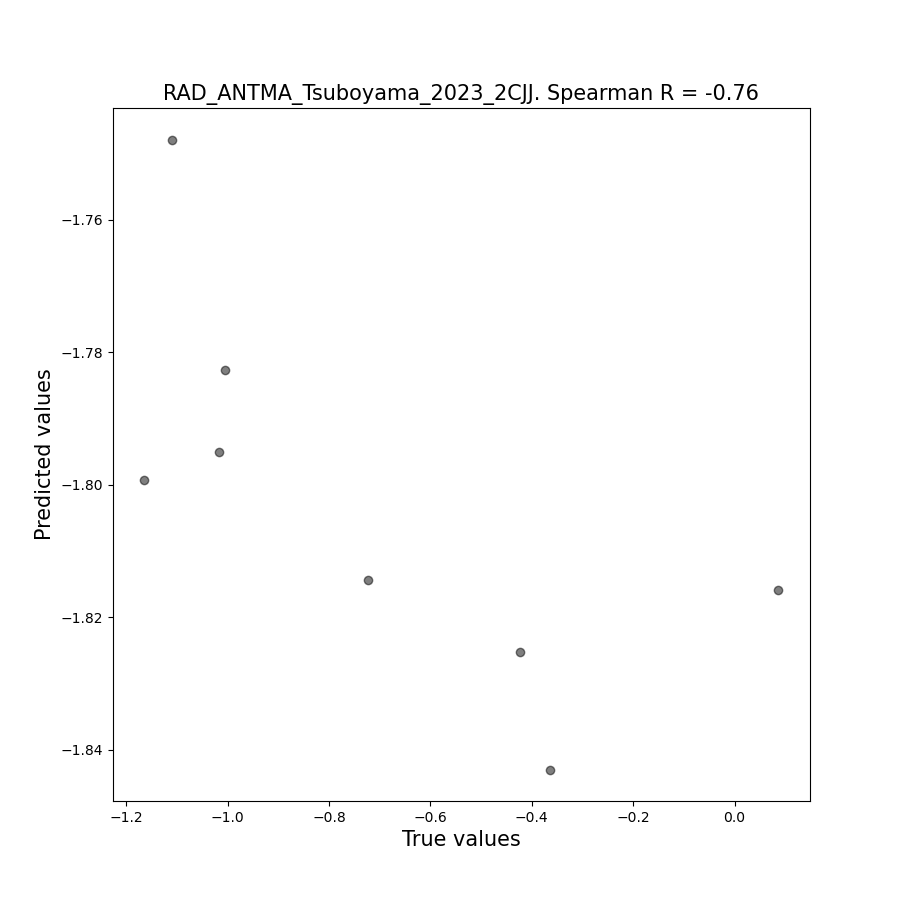 RAD_ANTMA_Tsuboyama_2023_2CJJ. Spearman R = -0.76
Predicted values
−1.76
−1.78
−1.80
−1.82
−1.84
−1.2 −1.0 −0.8 −0.6 −0.4 −0.2 0.0
True values